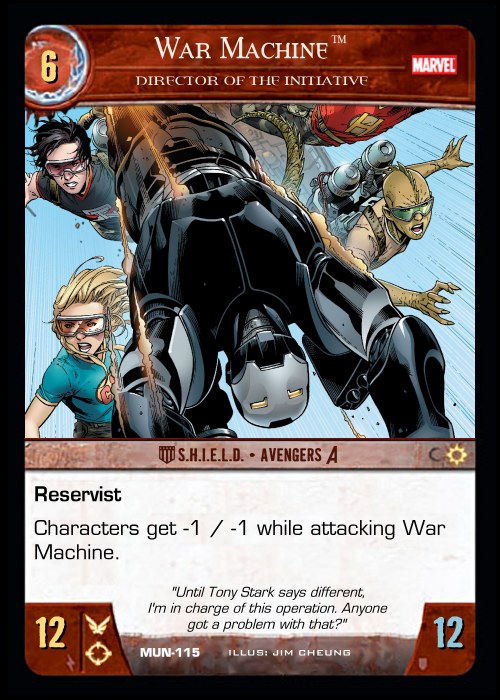 6
War Machine™
DIRECTOR OF THE INITIATIVE
MARVEL
S.H.I.E.L.D. • AVENGERS
C
Reservist
Characters get -1 / -1 while attacking War
Machine.
"Until Tony Stark says different,
I'm in charge of this operation. Anyone
got a problem with that?"
12
12
MUN-115 ILLUS: JIM CHEUNG